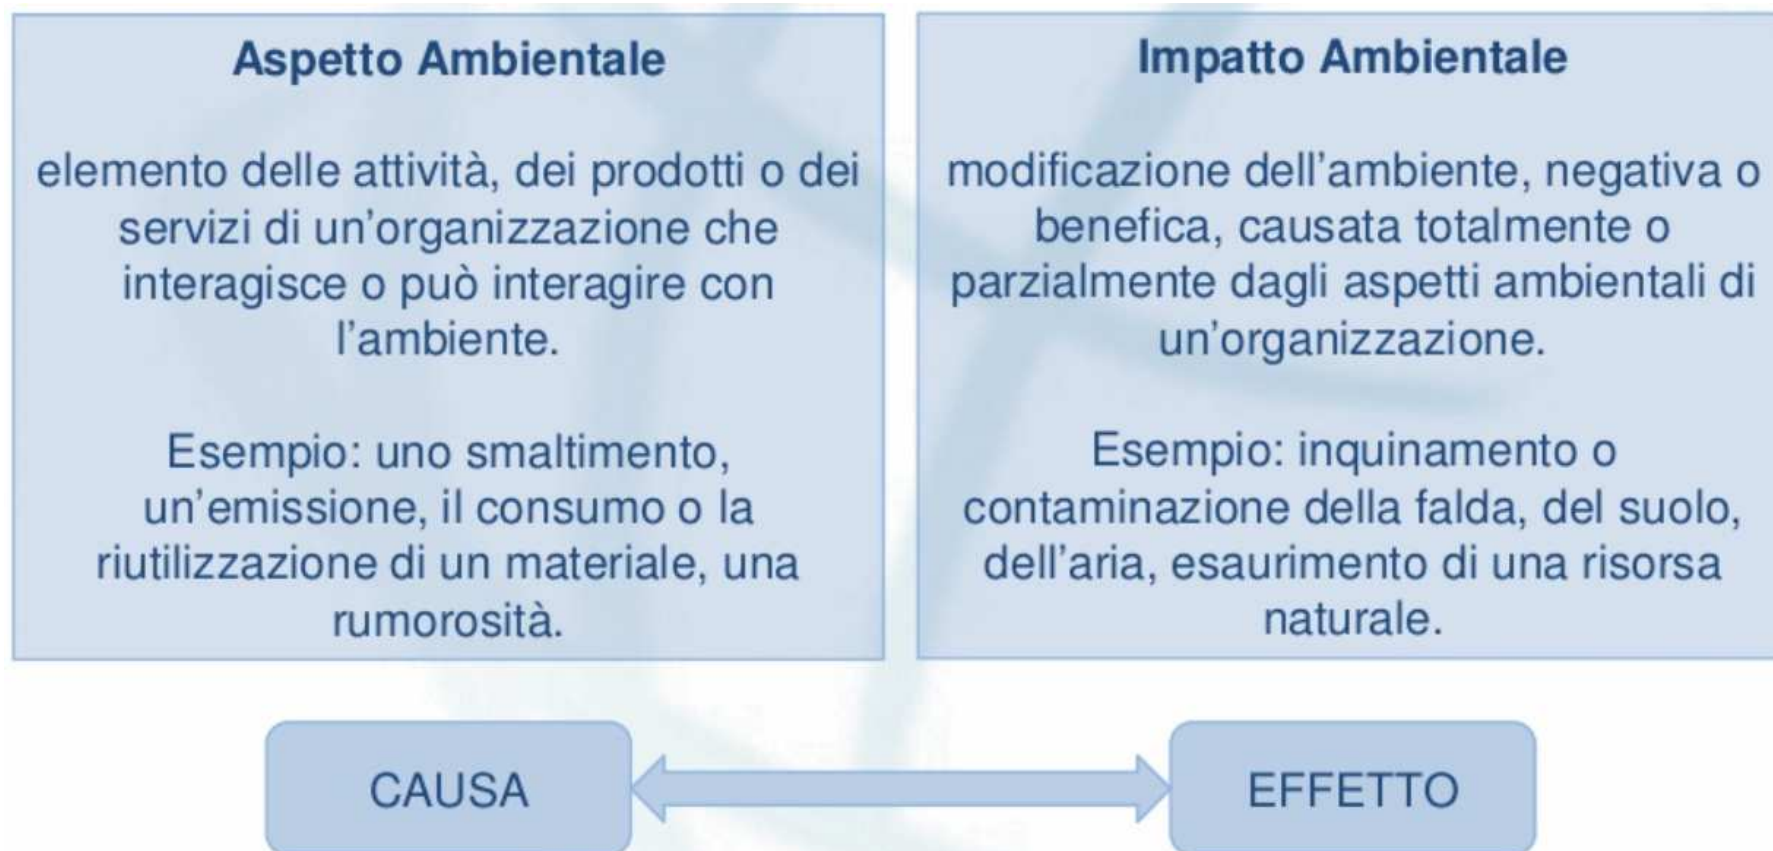 Aspetto Ambientale
elemento delle attività, dei prodotti o dei
servizi di un'organizzazione che
interagisce o può interagire con
l'ambiente.
Esempio: uno smaltimento,
un'emissione, il consumo o la
riutilizzazione di un materiale, una
rumorosità.
Impatto Ambientale
modificazione dell'ambiente, negativa o
benefica, causata totalmente o
parzialmente dagli aspetti ambientali di
un'organizzazione.
Esempio: inquinamento o
contaminazione della falda, del suolo,
dell'aria, esaurimento di una risorsa
naturale.
CAUSA
EFFETTO